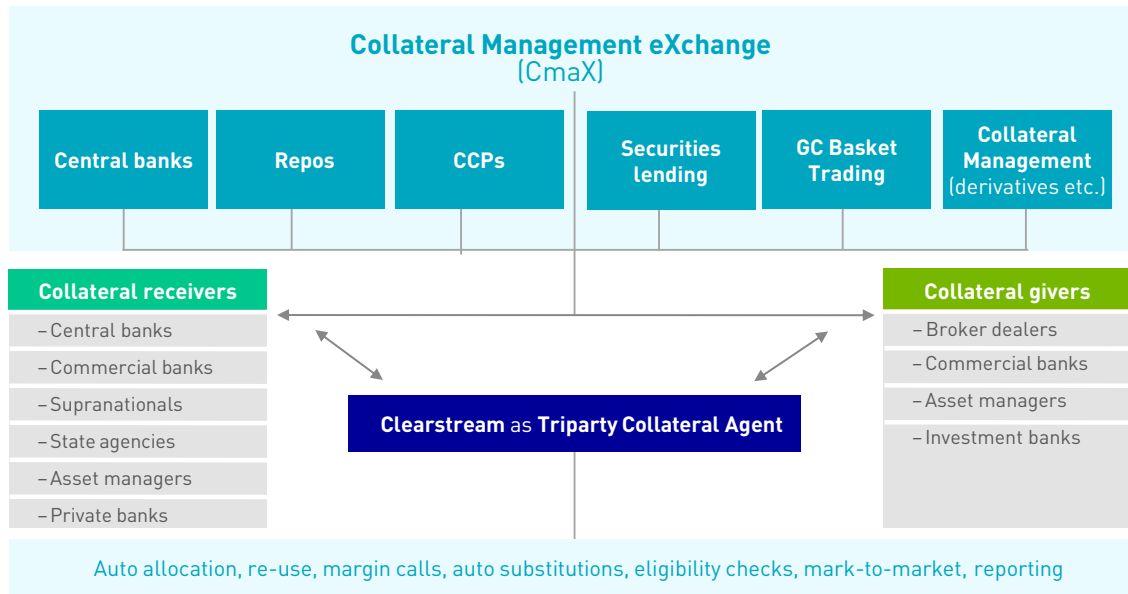 Collateral Management eXchange
(CmaX)
Central banks
Repos
CCPs
Securities
lending
GC Basket
Trading
Collateral
Management
(derivatives etc.)
Collateral receivers
– Central banks
– Commercial banks
– Supranationals
– State agencies
– Asset managers
– Private banks
Collateral givers
– Broker dealers
– Commercial banks
– Asset managers
– Investment banks
Clearstream as Triparty Collateral Agent
Auto allocation, re-use, margin calls, auto substitutions, eligibility checks, mark-to-market, reporting